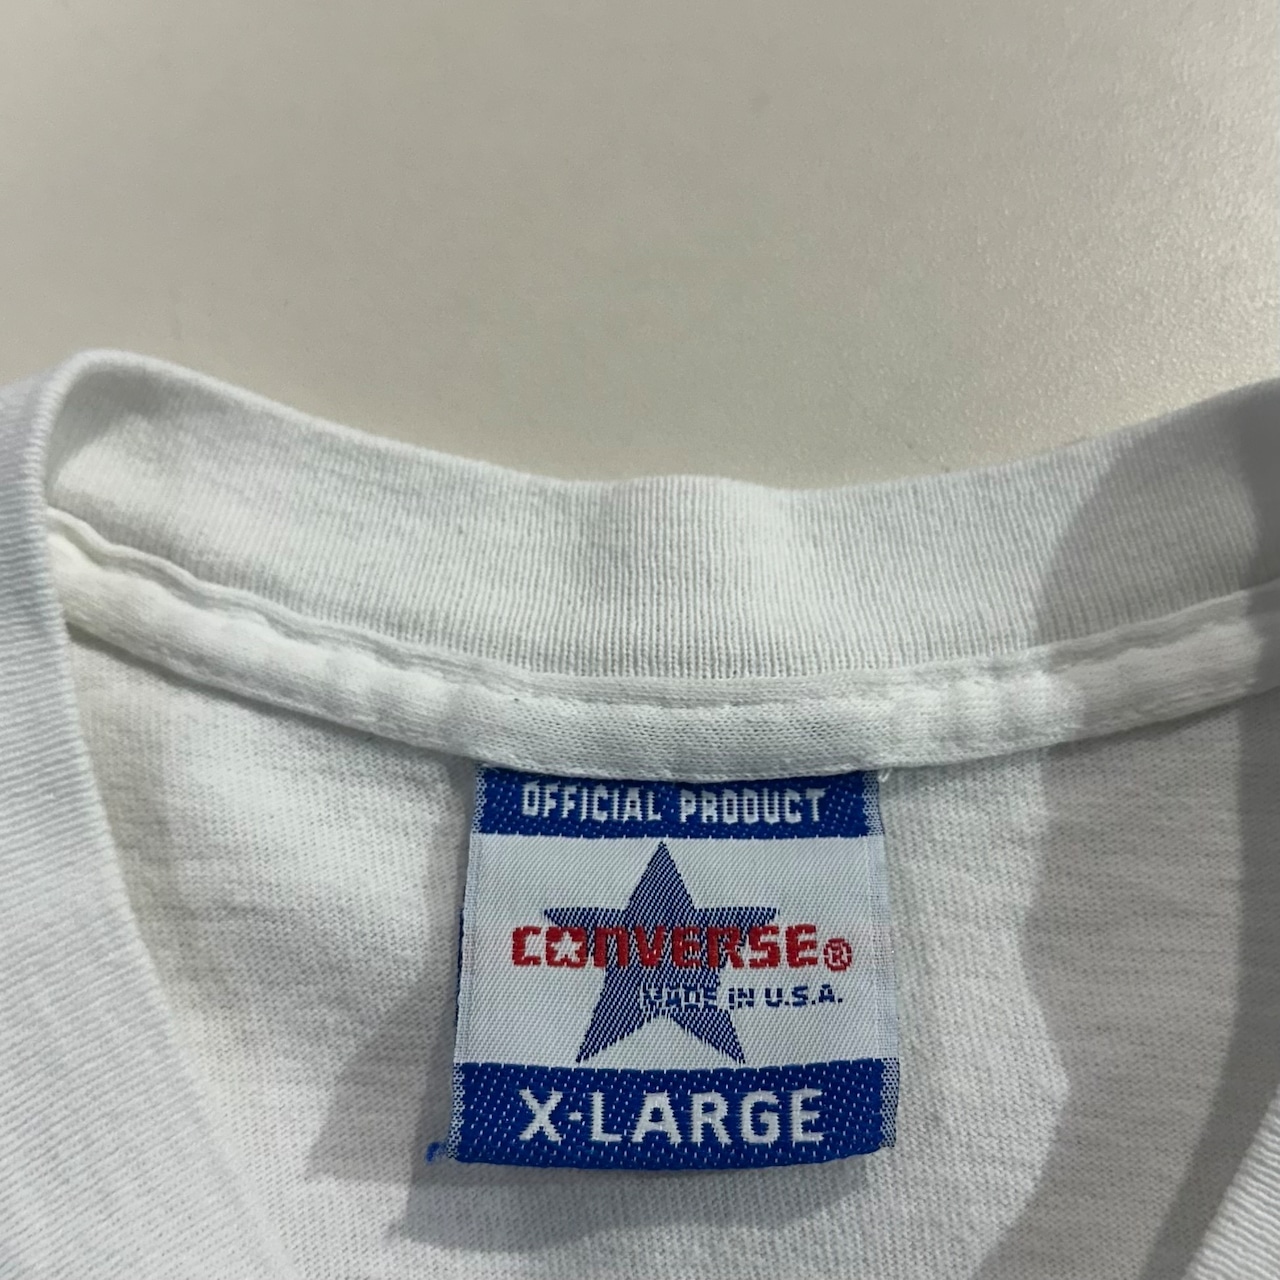 OFFICIAL PRODUCT
CONVERSE®
MADE IN U.S.A.
X-LARGE